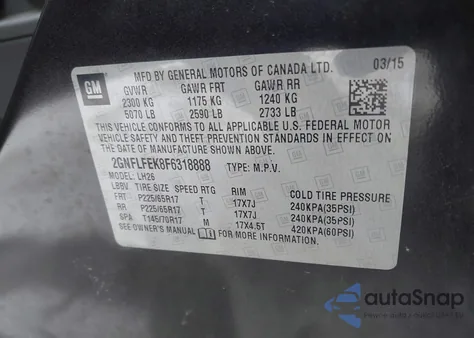 GM
MFD BY GENERAL MOTORS OF CANADA LTD. 03/15
GVWR GAWR FRT GAWR RR
2300 KG 1175 KG 1240 KG
5070 LB 2590 LB 2733 LB
THIS VEHICLE CONFORMS TO ALL APPLICABLE U.S. FEDERAL MOTOR
VEHICLE SAFETY STANDARDS IN EFFECT ON THE DATE OF
MANUFACTURE SHOWN ABOVE.
2GNFLFEK8F6318888 TYPE: M.P.V.
MODEL: LH26
LBBV TIRE SIZE SPEED RTG RIM COLD TIRE PRESSURE
FRT P225/65R17 T 17X7J 240KPA(35PSI)
RR P225/65R17 T 17X7J 240KPA(35PSI)
SPA T145/70R17 M 17X4.5T 420KPA(60PSI)
SEE OWNER'S MANUAL FOR MORE INFORMATION.
autoSnap